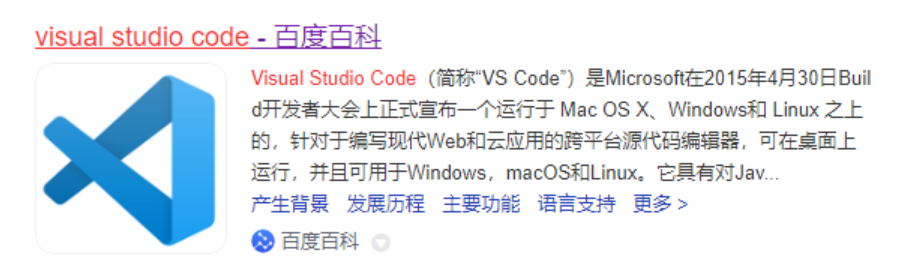 visual studio code - 百度百科
Visual Studio Code（简称“VS Code”）是Microsoft在2015年4月30日Buil
d开发者大会上正式宣布一个运行于 Mac OS X、Windows和 Linux 之上
的，针对于编写现代Web和云应用的跨平台源代码编辑器，可在桌面上
运行，并且可用于Windows，macOS和Linux。它具有对Jav...
产生背景 发展历程 主要功能 语言支持 更多 >
百度百科